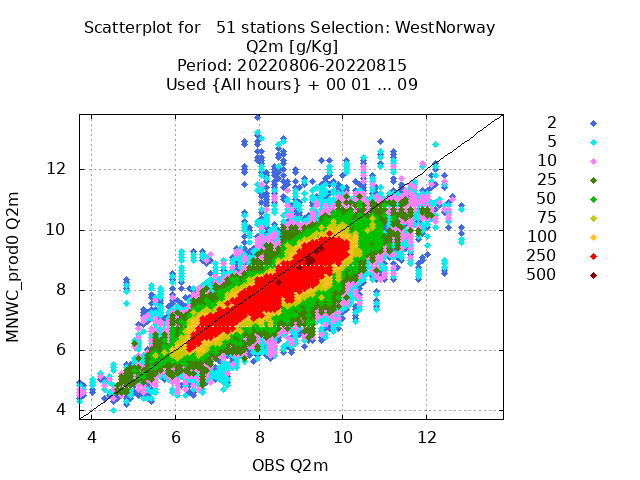 Scatterplot for   51 stations Selection: WestNorway
Q2m [g/Kg]
Period: 20220806-20220815
Used {All hours} + 00 01 ... 09
2
5
10
25
50
75
100
250
500
12
10
8
6
4
MNWC_prod0 Q2m
4 6 8 10 12
OBS Q2m